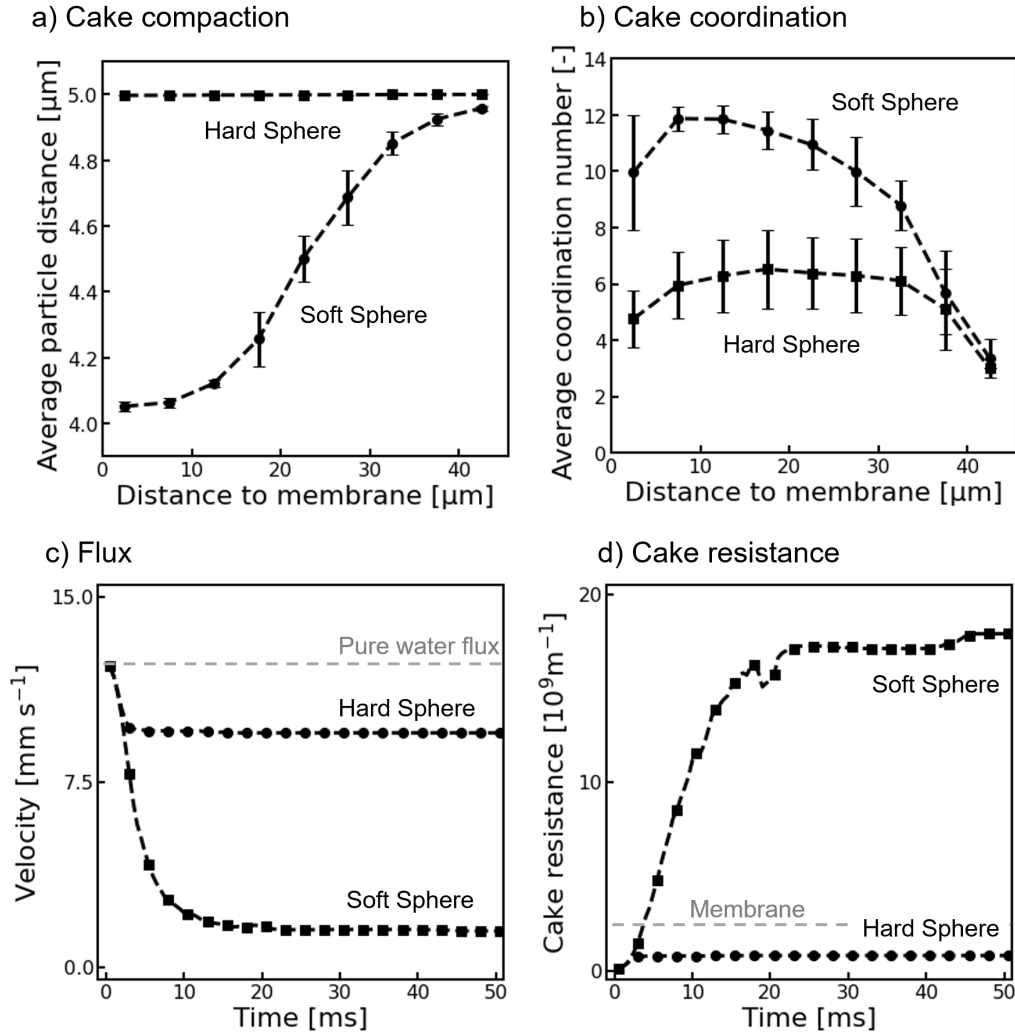 a) Cake compaction
Average particle distance [μm]
5.0
4.8
4.6
4.4
4.2
4.0
Hard Sphere
Soft Sphere
0 10 20 30 40
Distance to membrane [μm]
b) Cake coordination
Average coordination number [-]
14
12
10
8
6
4
2
0
Soft Sphere
Hard Sphere
0 10 20 30 40
Distance to membrane [μm]
c) Flux
Velocity [mm s⁻¹]
15.0
7.5
0.0
Pure water flux
Hard Sphere
Soft Sphere
0 10 20 30 40 50
Time [ms]
d) Cake resistance
Cake resistance [10⁹m⁻¹]
20
10
0
Soft Sphere
Membrane
Hard Sphere
0 10 20 30 40 50
Time [ms]